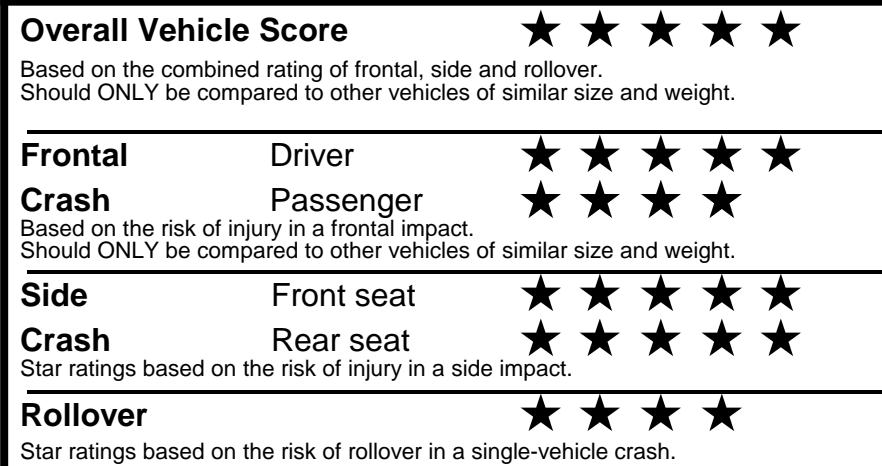 Overall Vehicle Score ★ ★ ★ ★ ★
Based on the combined rating of frontal, side and rollover.
Should ONLY be compared to other vehicles of similar size and weight.
Frontal Driver ★ ★ ★ ★ ★
Crash Passenger ★ ★ ★ ★
Based on the risk of injury in a frontal impact.
Should ONLY be compared to other vehicles of similar size and weight.
Side Front seat ★ ★ ★ ★ ★
Crash Rear seat ★ ★ ★ ★ ★
Star ratings based on the risk of injury in a side impact.
Rollover ★ ★ ★ ★
Star ratings based on the risk of rollover in a single-vehicle crash.